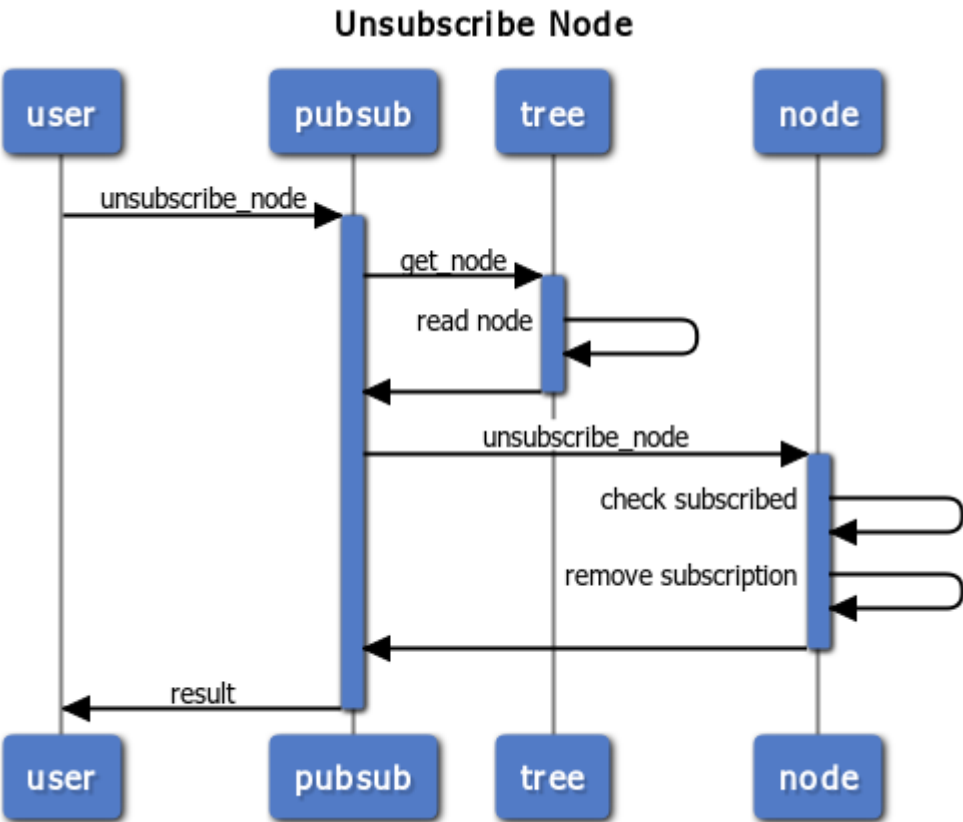 Unsubscribe Node
user
pubsub
tree
node
unsubscribe_node
get_node
read node
unsubscribe_node
check subscribed
remove subscription
result
user
pubsub
tree
node